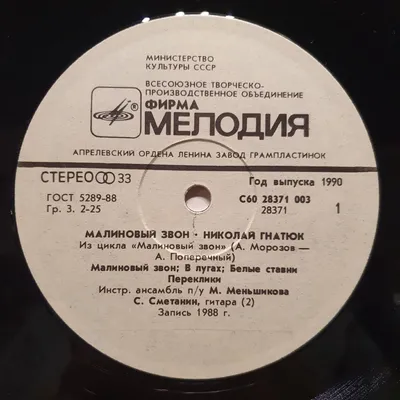 МИНИСТЕРСТВО
КУЛЬТУРЫ СССР
ВСЕСОЮЗНОЕ ТВОРЧЕСКО-
ПРОИЗВОДСТВЕННОЕ ОБЪЕДИНЕНИЕ
ФИРМА
®
МЕЛОДИЯ
АПРЕЛЕВСКИЙ ОРДЕНА ЛЕНИНА ЗАВОД ГРАМПЛАСТИНОК
СТЕРЕО 33
Год выпуска 1990
ГОСТ 5289-88
С60 28371 003
Гр. 3. 2-25
28371
1
МАЛИНОВЫЙ ЗВОН · НИКОЛАЙ ГНАТЮК
Из цикла «Малиновый звон» (А. Морозов —
А. Поперечный)
Малиновый звон; В лугах; Белые ставни
Переклики
Инстр. ансамбль п/у М. Меньшикова
С. Сметанин, гитара (2)
Запись 1988 г.